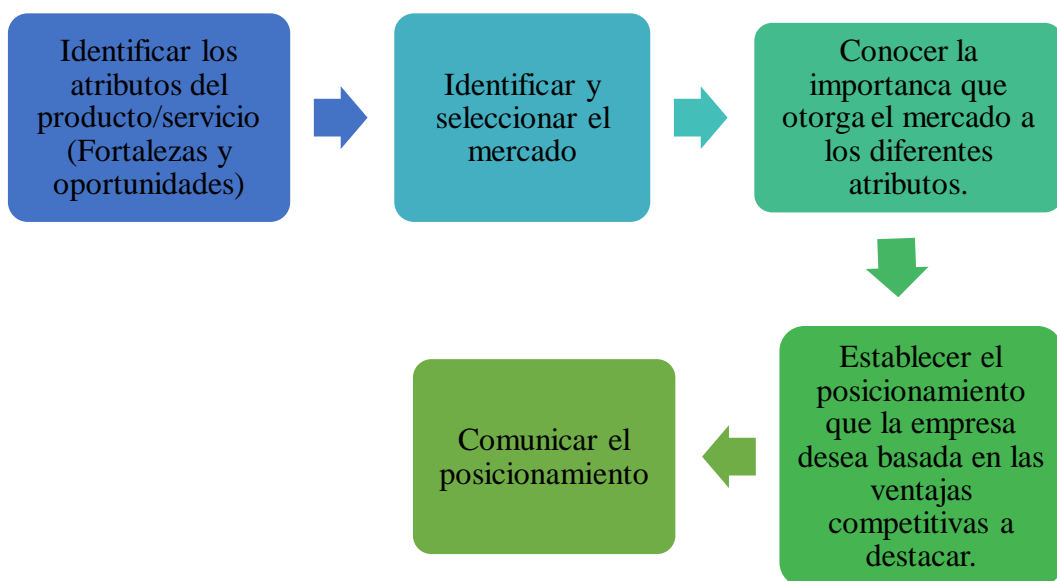 Identificar los
atributos del
producto/servicio
(Fortalezas y
oportunidades)
Identificar y
seleccionar el
mercado
Conocer la
importanca que
otorga el mercado a
los diferentes
atributos.
Establecer el
posicionamiento
que la empresa
desea basada en las
ventajas
competitivas a
destacar.
Comunicar el
posicionamiento